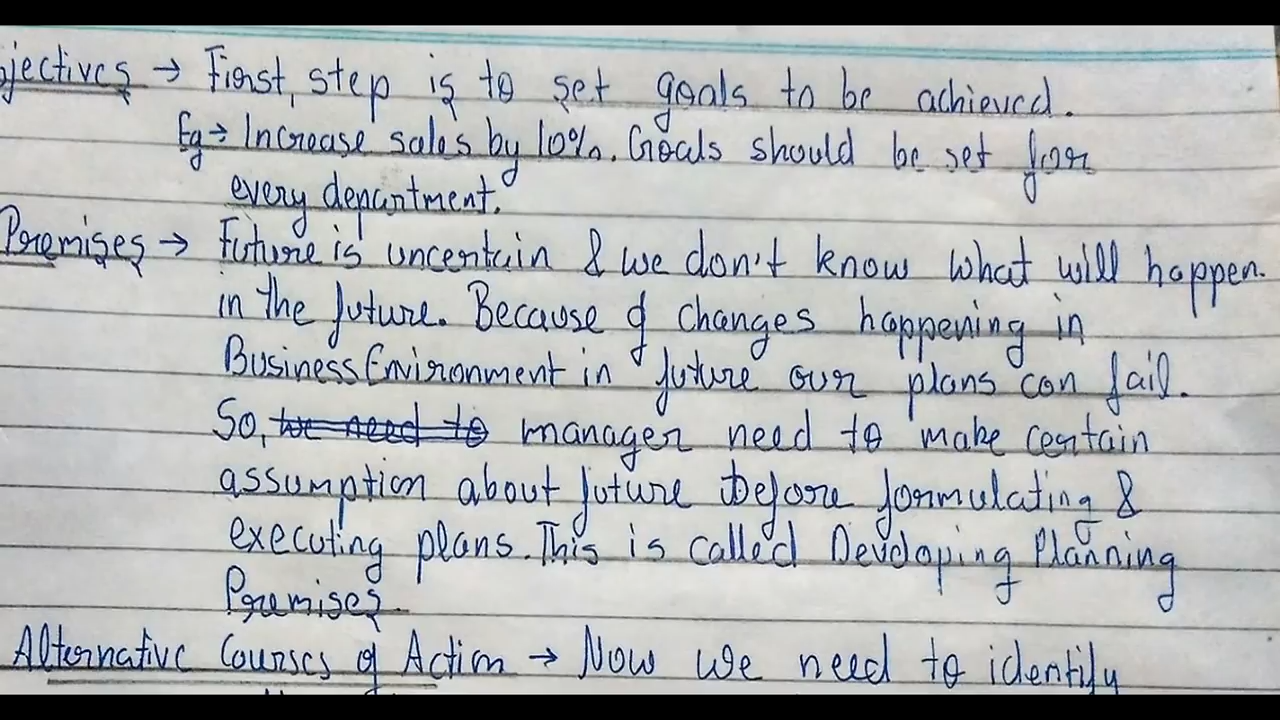 jectives → First, step is to set goals to be achieved.
Eg → Increase sales by 10%. Goals should be set for
every department.
Premises → Future is uncertain & we don't know what will happen.
in the future. Because of changes happening in
Business Environment in future our plans can fail.
So, we need to manager need to make certain
assumption about future before formulating &
executing plans. This is called Developing Planning
Premises.
Alternative Courses of Action → Now we need to identify